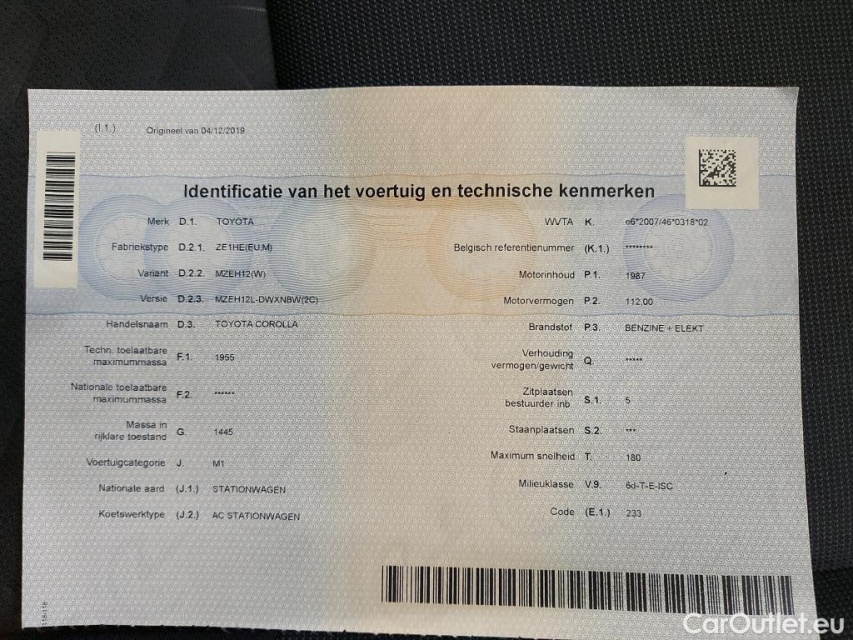 (I.1.) Origineel van 04/12/2019
Identificatie van het voertuig en technische kenmerken
Merk D.1. TOYOTA
Fabriekstype D.2.1. ZE1HE(EU,M)
Variant D.2.2. MZEH12(W)
Versie D.2.3. MZEH12L-DWXNBW(2C)
Handelsnaam D.3. TOYOTA COROLLA
Techn. toelaatbare
maximummassa F.1. 1955
Nationale toelaatbare
maximummassa F.2. ******
Massa in
rijklare toestand G. 1445
Voertuigcategorie J. M1
Nationale aard (J.1.) STATIONWAGEN
Koetswerktype (J.2.) AC STATIONWAGEN
WVTA K. e6*2007/46*0318*02
Belgisch referentienummer (K.1.) ********
Motorinhoud P.1. 1987
Motorvermogen P.2. 112,00
Brandstof P.3. BENZINE + ELEKT
Verhouding
vermogen/gewicht Q. *****
Zitplaatsen
bestuurder inb. S.1. 5
Staanplaatsen S.2. ***
Maximum snelheid T. 180
Milieuklasse V.9. 6d-T-E-ISC
Code (E.1.) 233
CarOutlet.eu